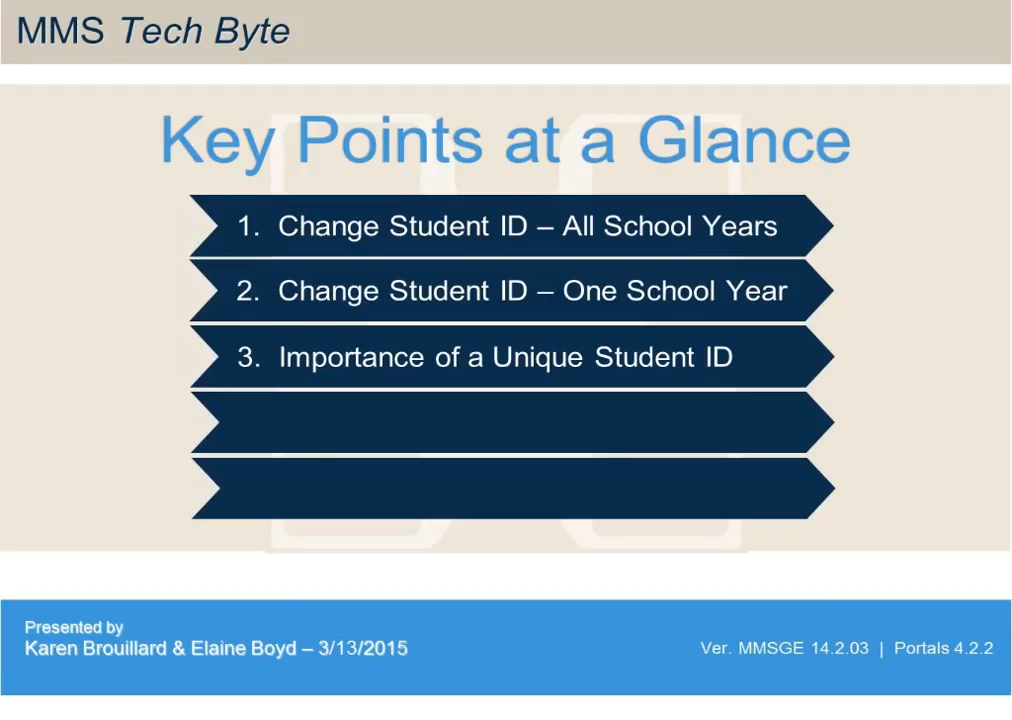 MMS Tech Byte
Key Points at a Glance
1. Change Student ID – All School Years
2. Change Student ID – One School Year
3. Importance of a Unique Student ID
Presented by
Karen Brouillard & Elaine Boyd – 3/13/2015
Ver. MMSGE 14.2.03 | Portals 4.2.2